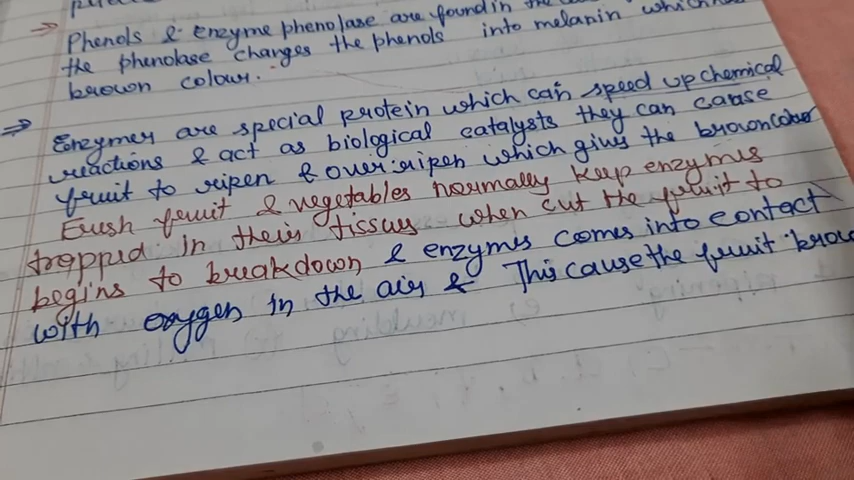 ⇒ Phenols & enzyme phenolase are found in the
the phenolase changes the phenols into melanin which
brown colour.
⇒ Enzymes are special protein which can speed up chemical
reactions & act as biological catalysts they can cause
fruit to ripen & over ripen which gives the brown colour
Fresh fruit & vegetables normally keep enzymes
trapped in their tissues when cut the fruit to
begins to breakdown & enzymes comes into contact
with oxygen in the air & This cause the fruit brow